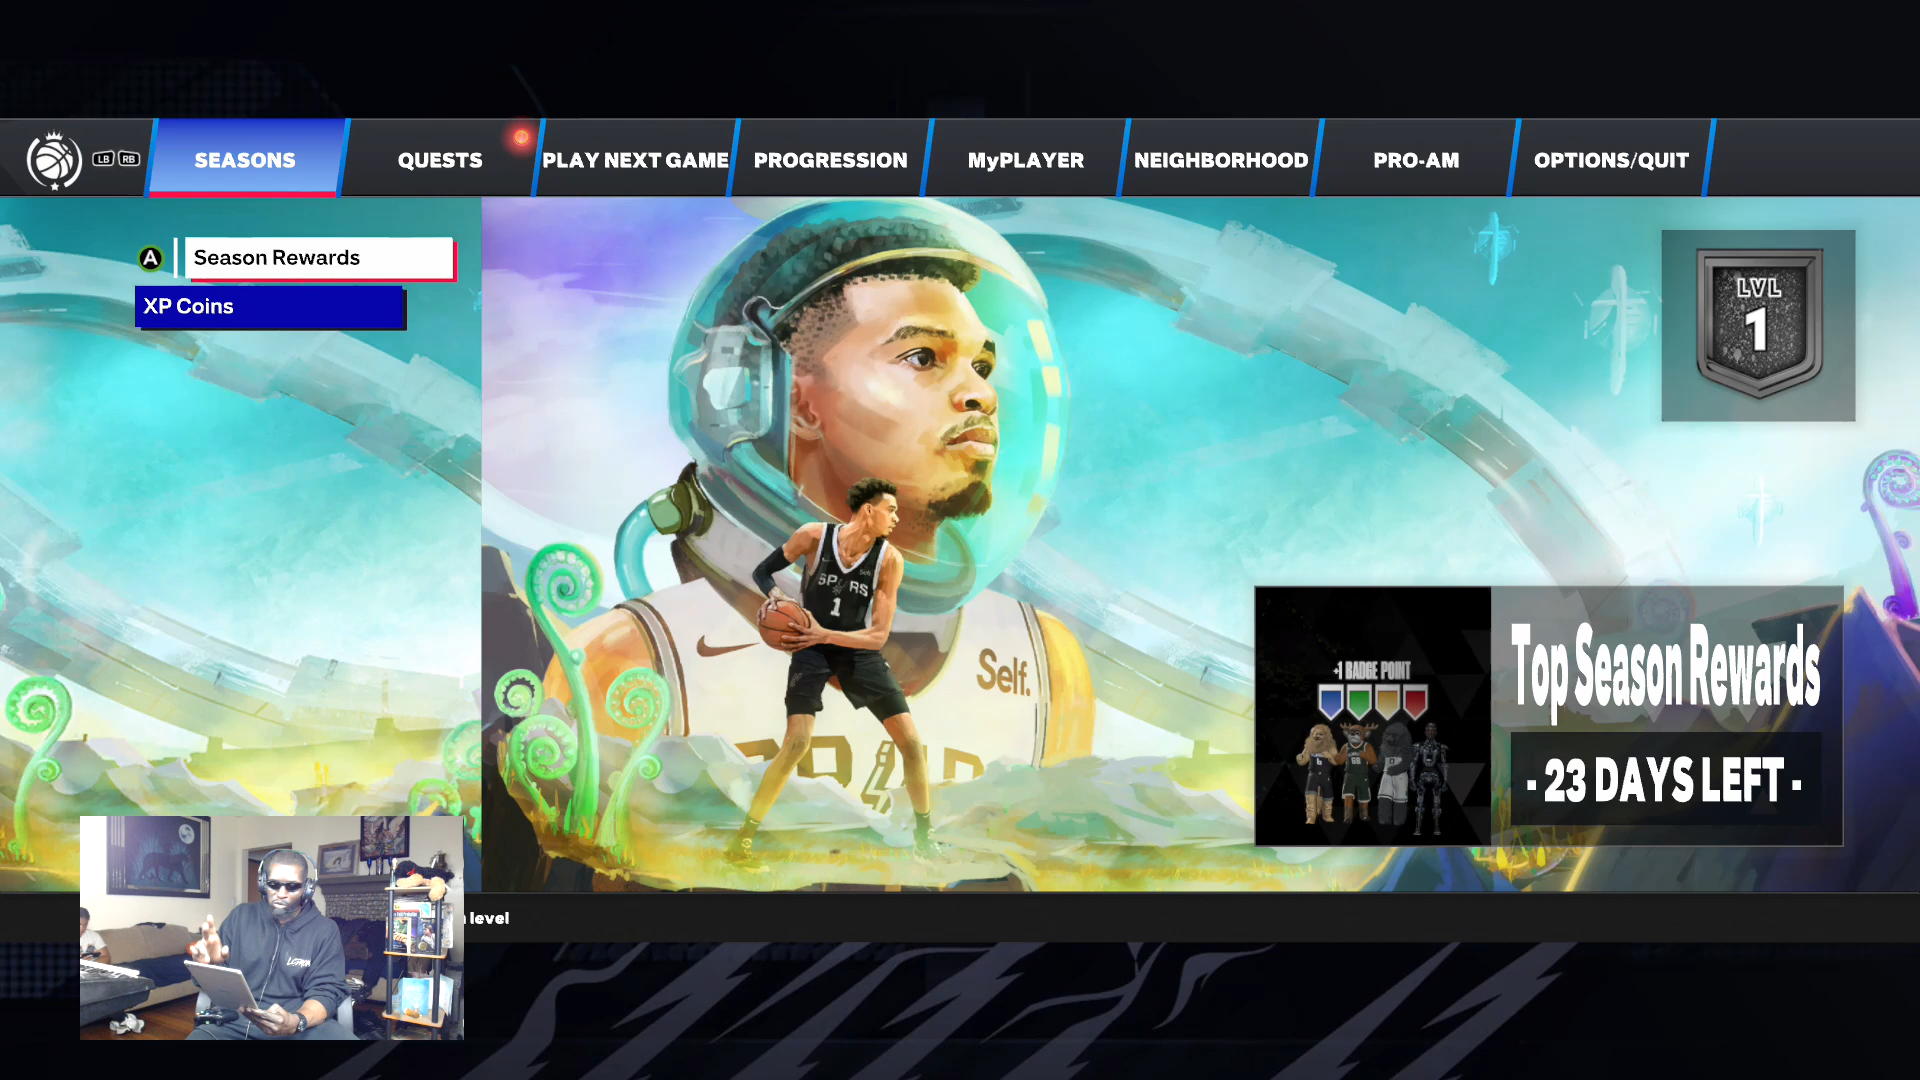 LB RB
SEASONS
QUESTS
PLAY NEXT GAME
PROGRESSION
MyPLAYER
NEIGHBORHOOD
PRO-AM
OPTIONS/QUIT
A
Season Rewards
XP Coins
LVL
1
SPURS
1
Self.
+1 BADGE POINT
Top Season Rewards
- 23 DAYS LEFT -
level